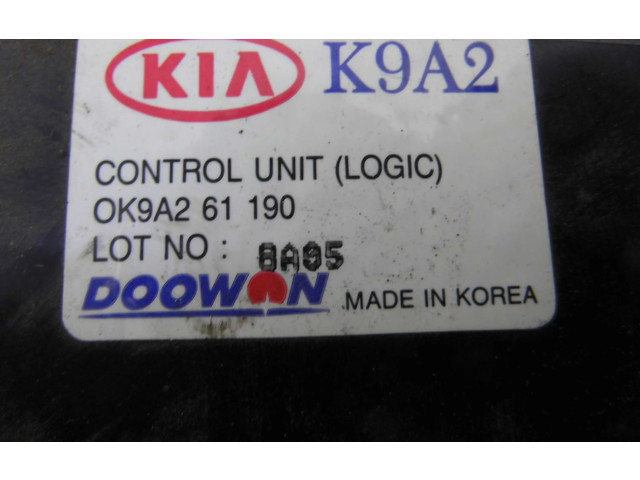 KIA K9A2
CONTROL UNIT (LOGIC)
OK9A2 61 190
LOT NO : 8A95
DOOWON MADE IN KOREA